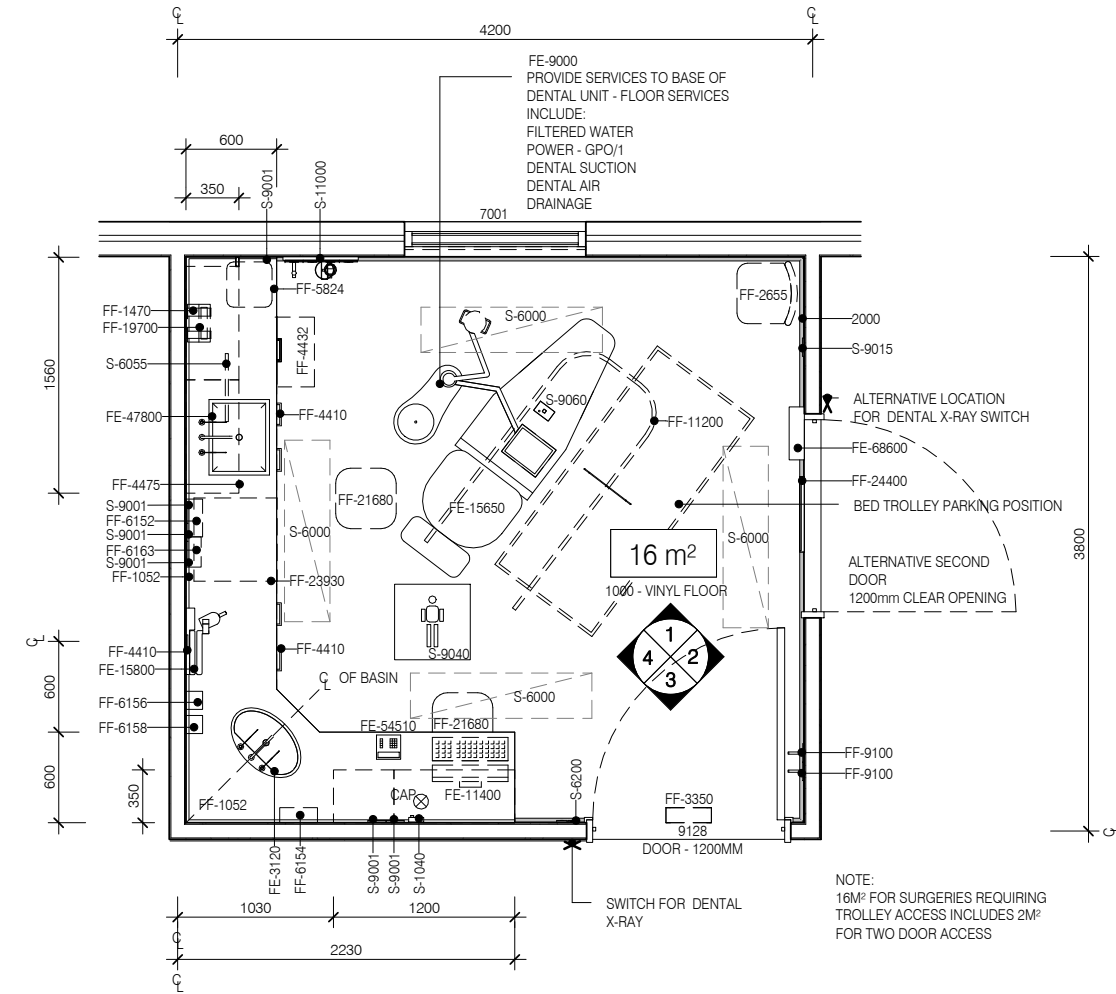 ℄
℄
4200
FE-9000
PROVIDE SERVICES TO BASE OF
DENTAL UNIT - FLOOR SERVICES
INCLUDE:
FILTERED WATER
POWER - GPO/1
DENTAL SUCTION
DENTAL AIR
DRAINAGE
600
350
S-9001
S-11000
7001
FF-5824
FF-1470
FF-19700
S-6055
FE-47800
FF-4475
1560
FF-4432
FF-4410
S-6000
FF-2655
2000
S-9015
S-9060
FF-11200
ALTERNATIVE LOCATION
FOR DENTAL X-RAY SWITCH
FE-68600
FF-24400
BED TROLLEY PARKING POSITION
FF-21680
FE-15650
S-6000
S-6000
16 m²
1000 - VINYL FLOOR
ALTERNATIVE SECOND
DOOR
1200mm CLEAR OPENING
3800
S-9001
FF-6152
S-9001
FF-6163
S-9001
FF-1052
FF-23930
℄
FF-4410
FE-15800
FF-4410
S-9040
1
2
3
4
600
FF-6156
FF-6158
℄ OF BASIN
S-6000
FE-54510
FF-21680
600
350
FF-1052
CAP
FE-11400
S-6200
FF-3350
9128
DOOR - 1200MM
FF-9100
FF-9100
℄
FE-3120
FF-6154
S-9001
S-9001
S-1040
SWITCH FOR DENTAL
X-RAY
NOTE:
16M² FOR SURGERIES REQUIRING
TROLLEY ACCESS INCLUDES 2M²
FOR TWO DOOR ACCESS
1030
1200
℄
2230
℄